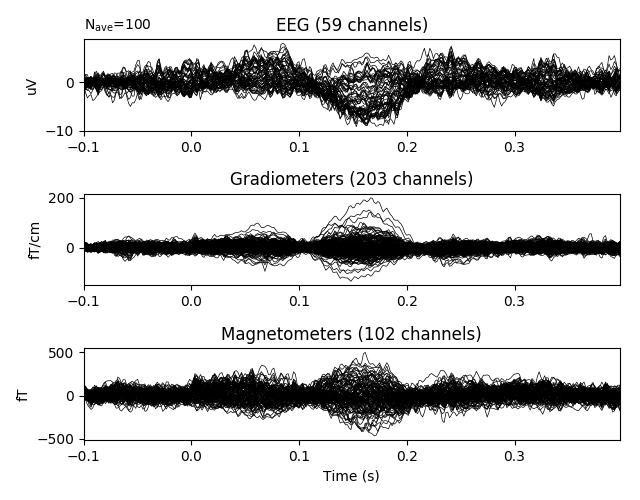 Nave=100
EEG (59 channels)
uV
0
−10
−0.1 0.0 0.1 0.2 0.3
Gradiometers (203 channels)
fT/cm
200
0
−0.1 0.0 0.1 0.2 0.3
Magnetometers (102 channels)
fT
500
0
−500
−0.1 0.0 0.1 0.2 0.3
Time (s)